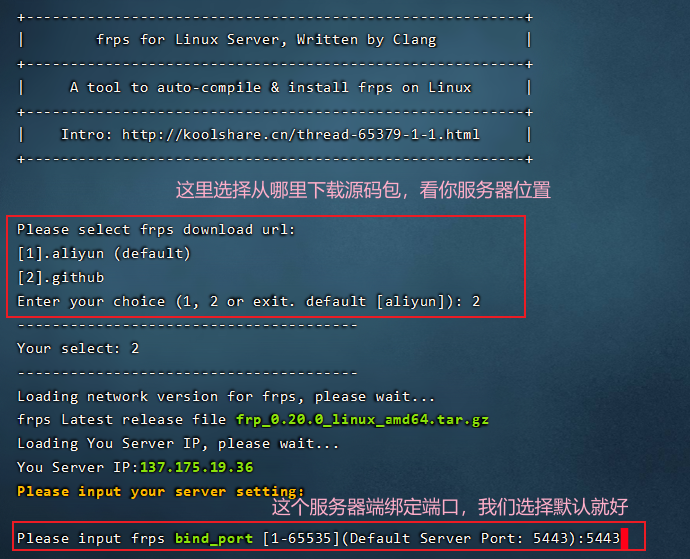 +----------------------------------------------------------+
| frps for Linux Server, Written by Clang |
+----------------------------------------------------------+
| A tool to auto-compile & install frps on Linux |
+----------------------------------------------------------+
| Intro: http://koolshare.cn/thread-65379-1-1.html |
+----------------------------------------------------------+
这里选择从哪里下载源码包，看你服务器位置
Please select frps download url:
[1].aliyun (default)
[2].github
Enter your choice (1, 2 or exit. default [aliyun]): 2
---------------------------------------
Your select: 2
---------------------------------------
Loading network version for frps, please wait...
frps Latest release file frp_0.20.0_linux_amd64.tar.gz
Loading You Server IP, please wait...
You Server IP:137.175.19.36
Please input your server setting:
这个服务器端绑定端口，我们选择默认就好
Please input frps bind_port [1-65535](Default Server Port: 5443):5443